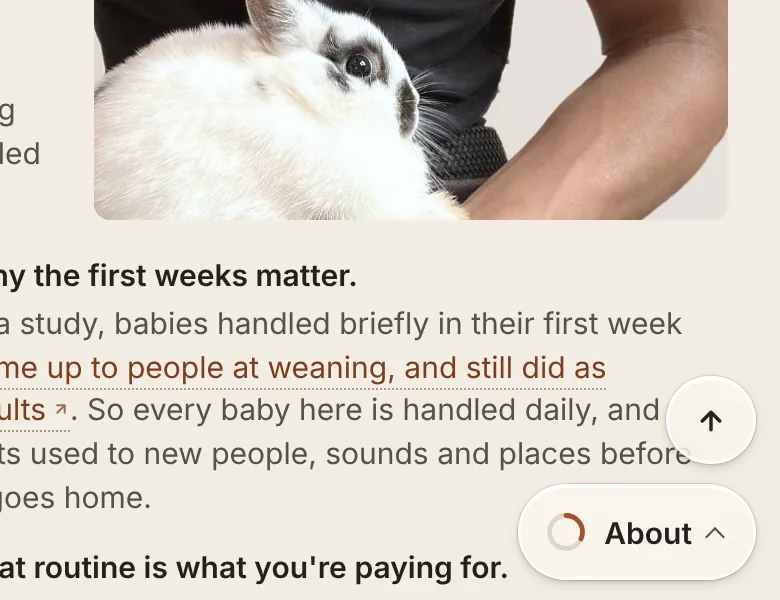 g
led
hy the first weeks matter.
a study, babies handled briefly in their first week
me up to people at weaning, and still did as
ults ↗. So every baby here is handled daily, and
ts used to new people, sounds and places before
goes home.
About
at routine is what you're paying for.